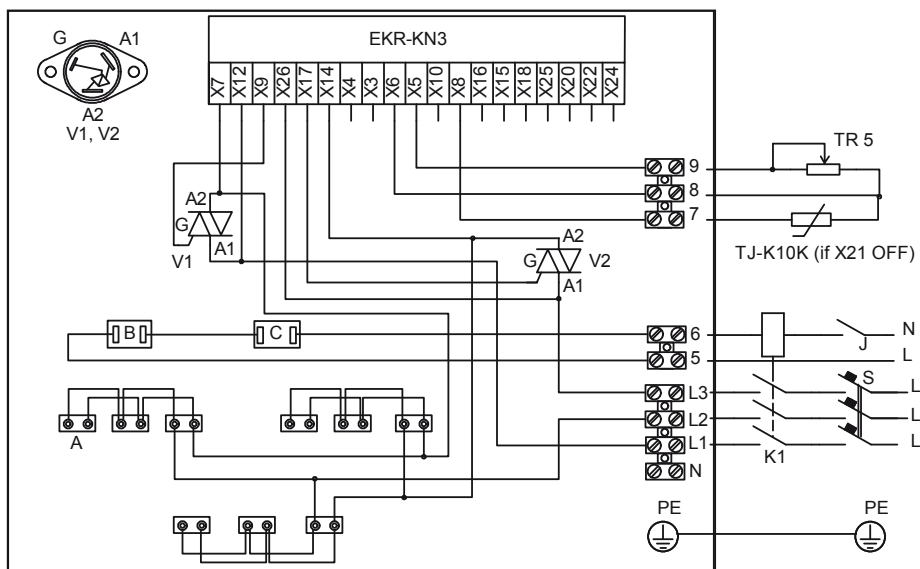 EKR-KN3
G A1
A2
V1, V2
X7 X12 X9 X26 X17 X14 X4 X3 X6 X5 X10 X8 X16 X15 X18 X25 X20 X22 X24
TR 5
9
8
7
TJ-K10K (if X21 OFF)
A2
G
A1
V1
A2
G V2
A1
B C
6 N
J
5 L
S
L3 L
L2 L
L1 L
K1
N
A
PE PE